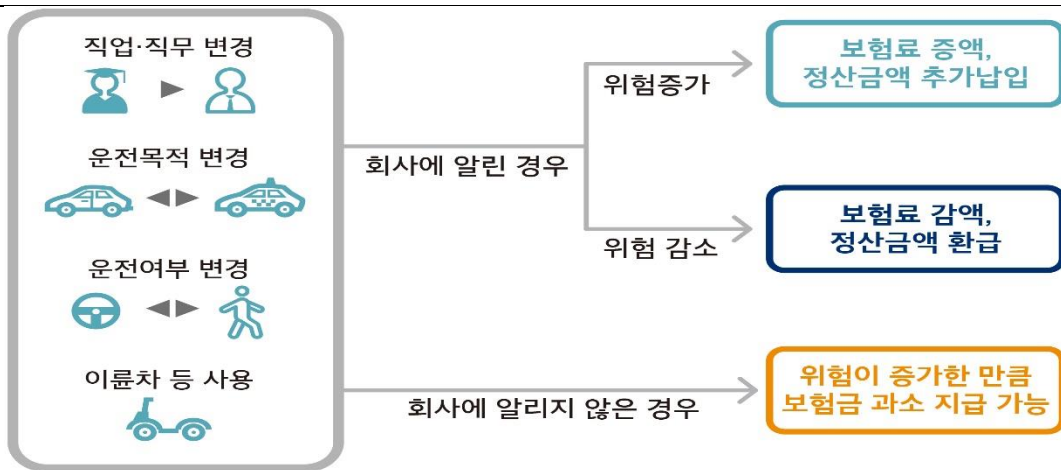 직업·직무 변경
운전목적 변경
운전여부 변경
이륜차 등 사용
회사에 알린 경우
위험증가
보험료 증액,
정산금액 추가납입
위험 감소
보험료 감액,
정산금액 환급
회사에 알리지 않은 경우
위험이 증가한 만큼
보험금 과소 지급 가능